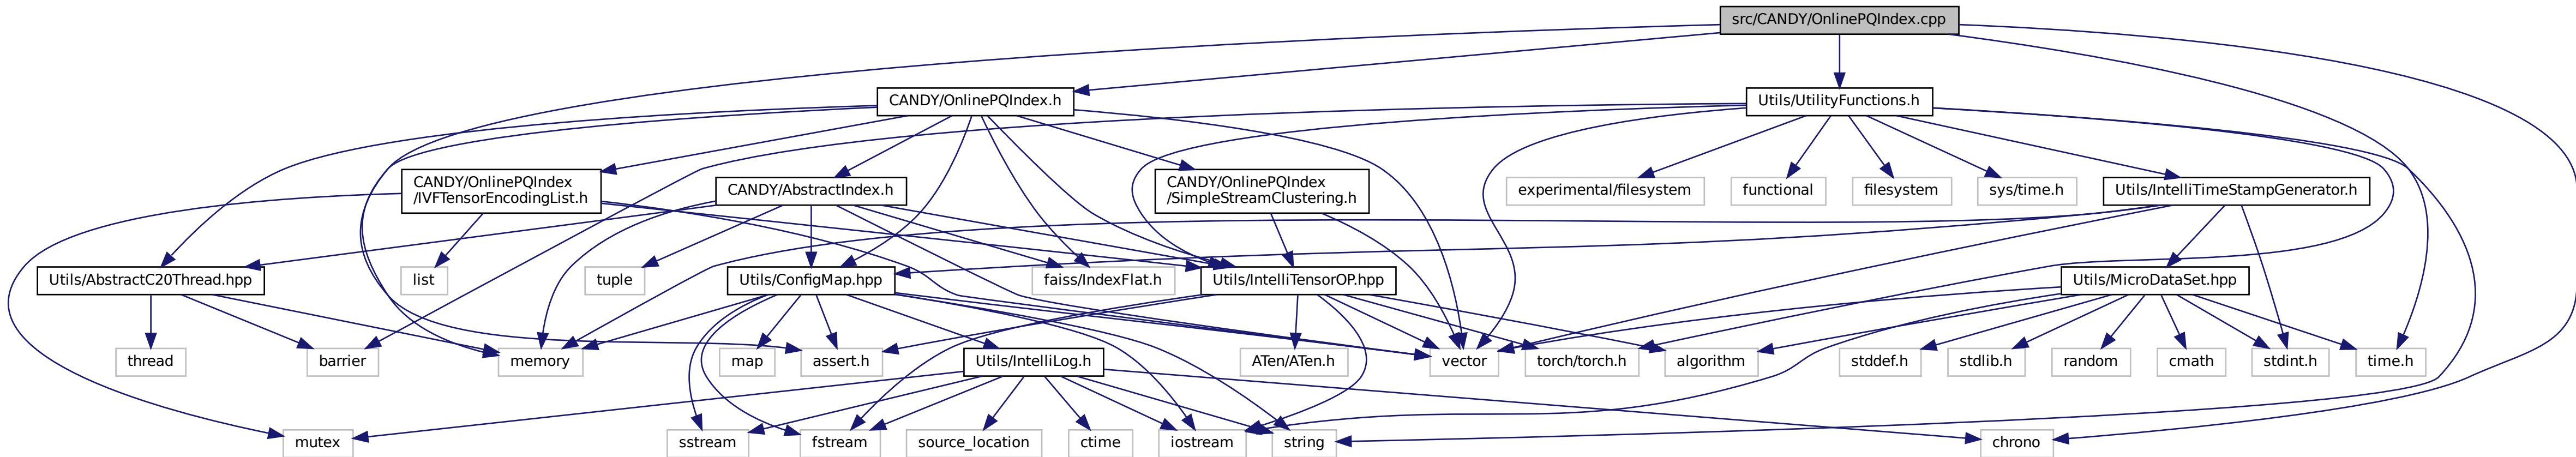 src/CANDY/OnlinePQIndex.cpp
CANDY/OnlinePQIndex.h
Utils/UtilityFunctions.h
CANDY/OnlinePQIndex
/IVFTensorEncodingList.h
CANDY/AbstractIndex.h
CANDY/OnlinePQIndex
/SimpleStreamClustering.h
experimental/filesystem
functional
filesystem
sys/time.h
Utils/IntelliTimeStampGenerator.h
Utils/AbstractC20Thread.hpp
list
tuple
Utils/ConfigMap.hpp
faiss/IndexFlat.h
Utils/IntelliTensorOP.hpp
Utils/MicroDataSet.hpp
thread
barrier
memory
map
assert.h
Utils/IntelliLog.h
ATen/ATen.h
vector
torch/torch.h
algorithm
stddef.h
stdlib.h
random
cmath
stdint.h
time.h
mutex
sstream
fstream
source_location
ctime
iostream
string
chrono